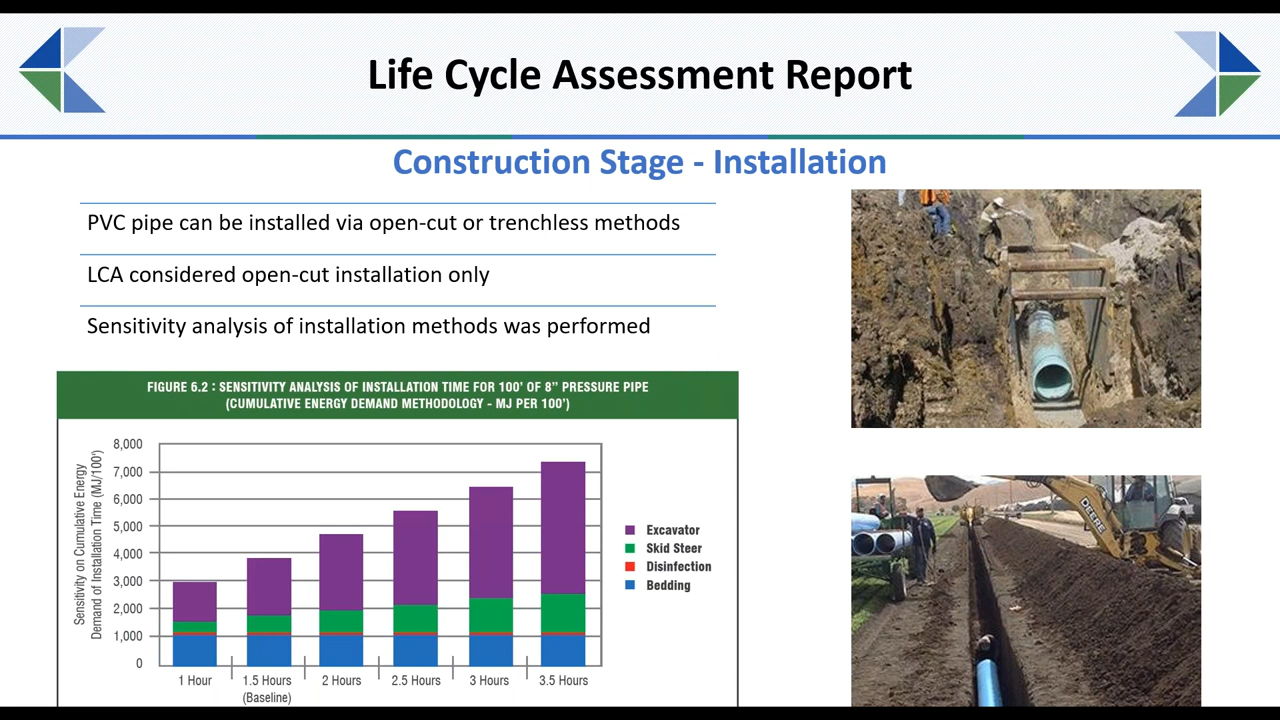 Life Cycle Assessment Report
Construction Stage - Installation
PVC pipe can be installed via open-cut or trenchless methods
LCA considered open-cut installation only
Sensitivity analysis of installation methods was performed
FIGURE 6.2 : SENSITIVITY ANALYSIS OF INSTALLATION TIME FOR 100' OF 8" PRESSURE PIPE
(CUMULATIVE ENERGY DEMAND METHODOLOGY - MJ PER 100')
Sensitivity on Cumulative Energy
Demand of Installation Time (MJ/100')
8,000
7,000
6,000
5,000
4,000
3,000
2,000
1,000
0
1 Hour
1.5 Hours
(Baseline)
2 Hours
2.5 Hours
3 Hours
3.5 Hours
Excavator
Skid Steer
Disinfection
Bedding
DEERE